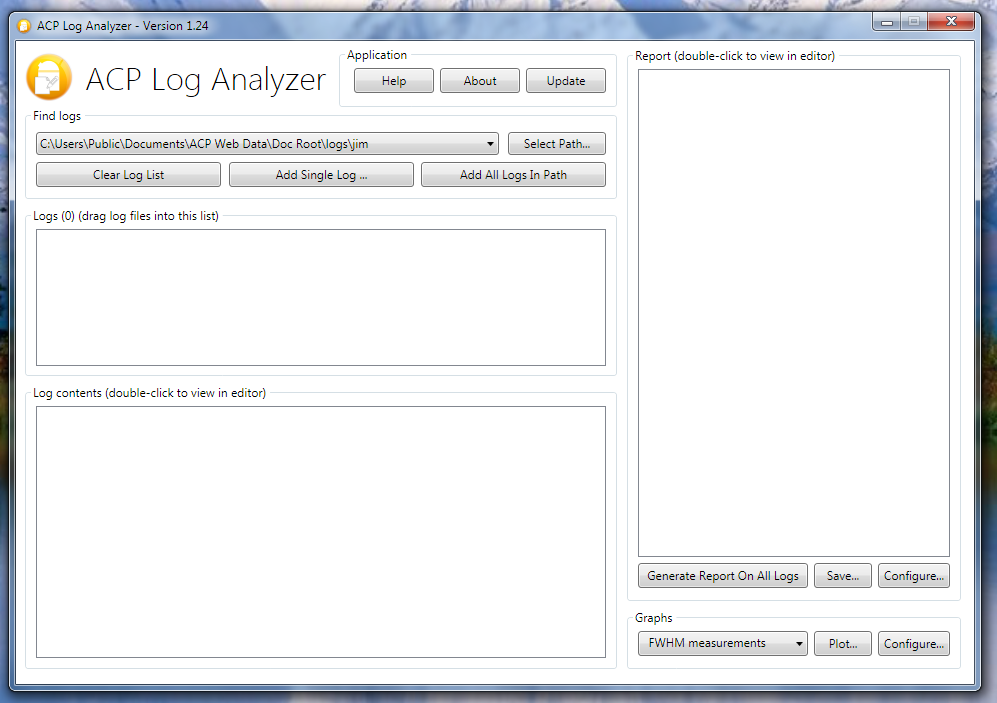 ACP Log Analyzer - Version 1.24
ACP Log Analyzer
Application
Help
About
Update
Find logs
C:\Users\Public\Documents\ACP Web Data\Doc Root\logs\jim
Select Path...
Clear Log List
Add Single Log ...
Add All Logs In Path
Logs (0) (drag log files into this list)
Log contents (double-click to view in editor)
Report (double-click to view in editor)
Generate Report On All Logs
Save...
Configure...
Graphs
FWHM measurements
Plot...
Configure...